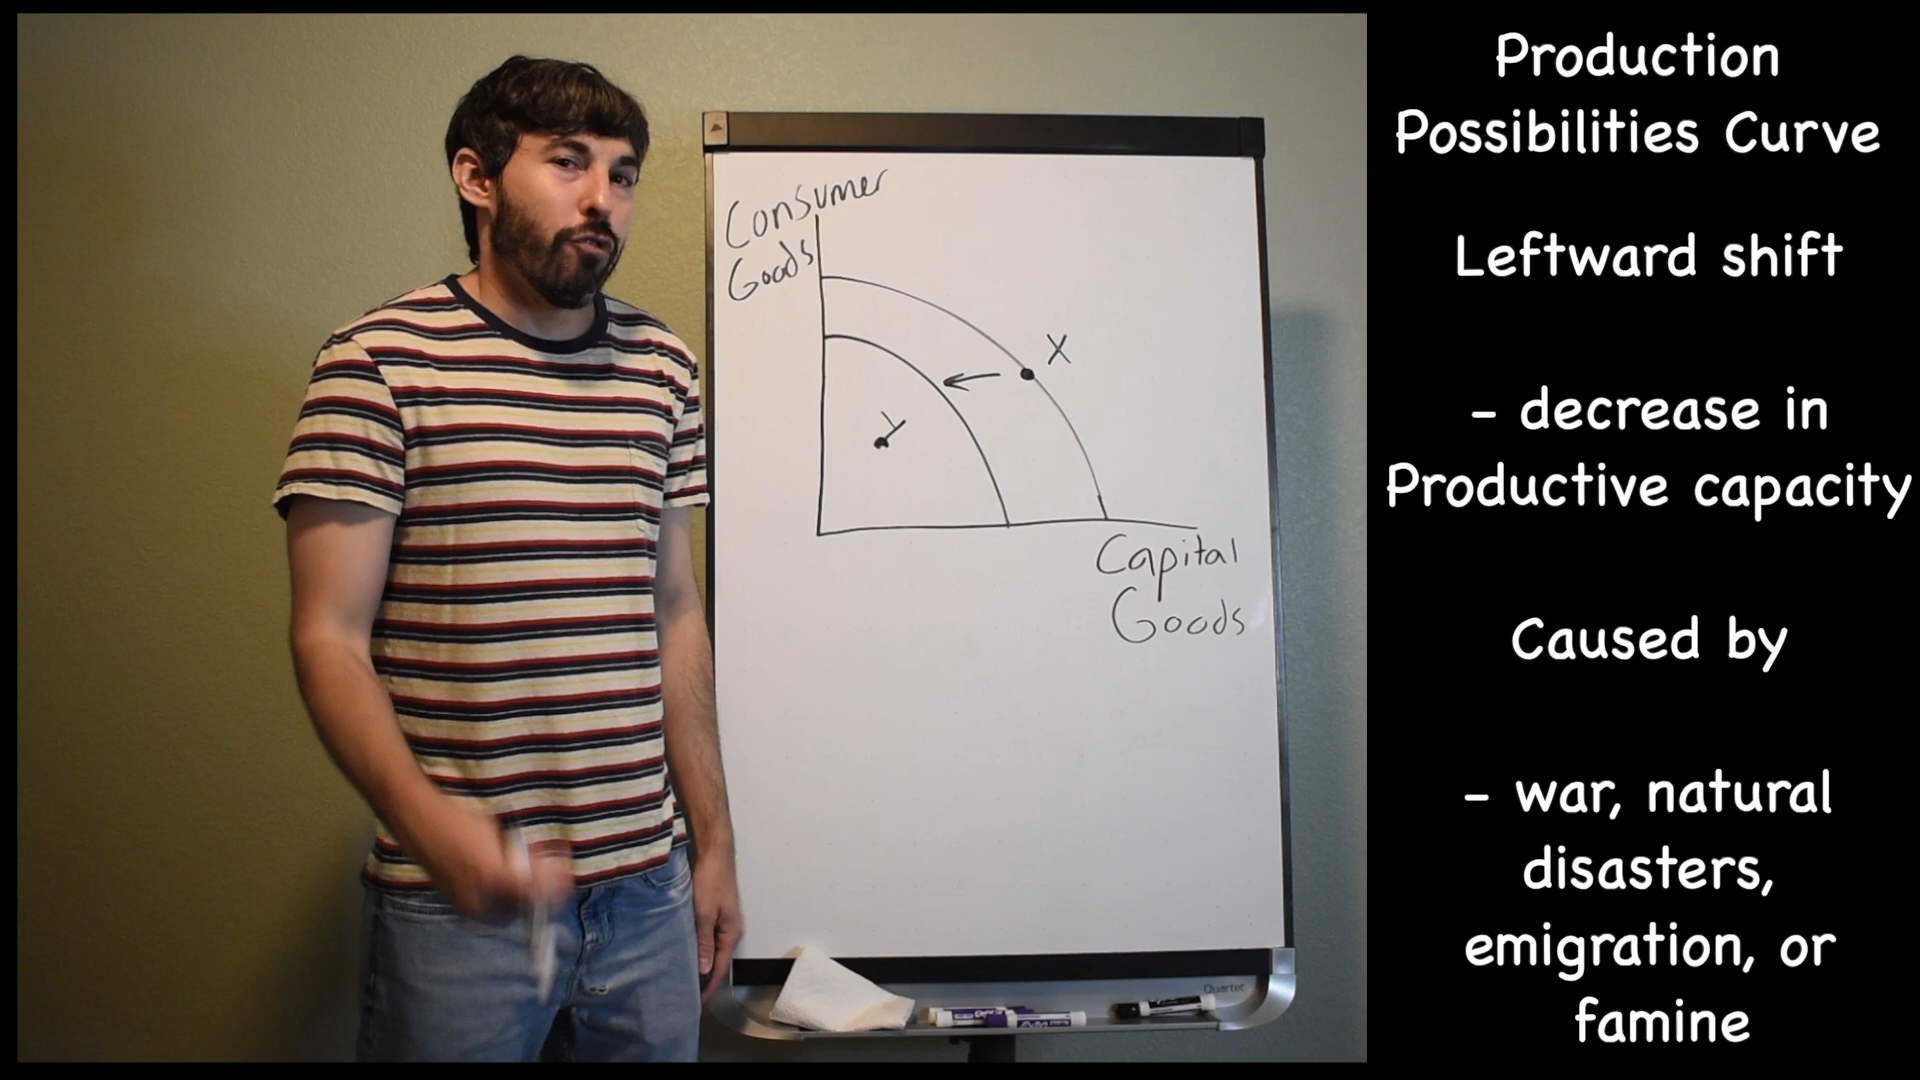 Production
Possibilities Curve
Leftward shift
- decrease in
Productive capacity
Caused by
- war, natural
disasters,
emigration, or
famine
Consumer
Goods
X
Y
Capital
Goods
Quartet